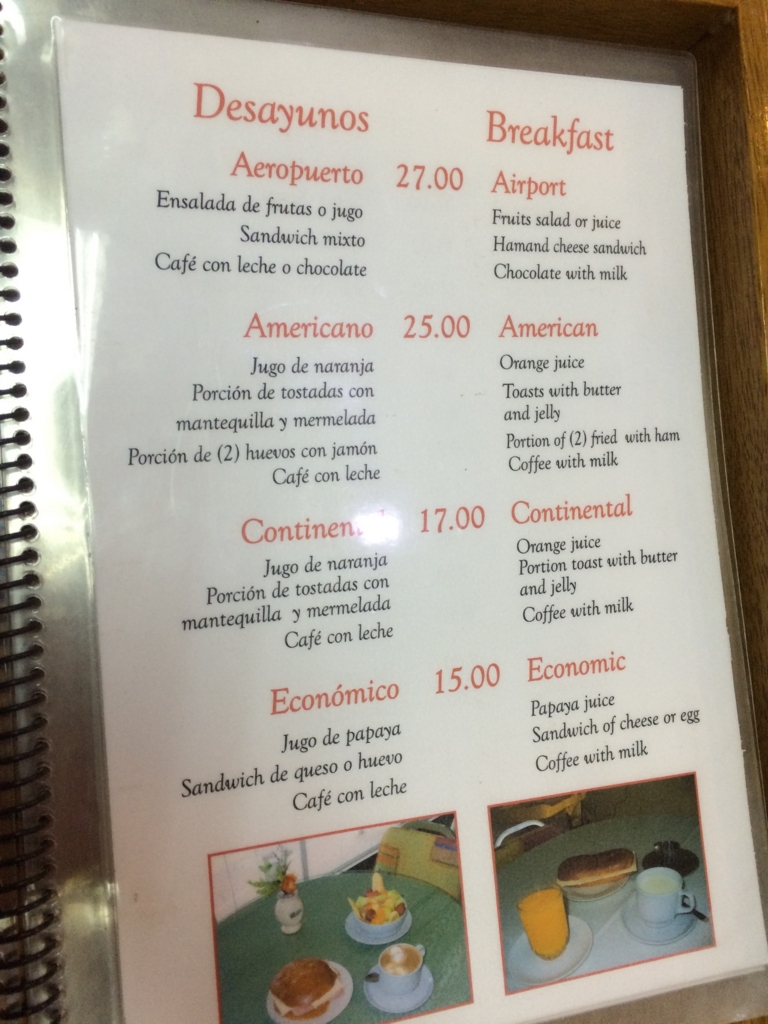 Desayunos
Aeropuerto 27.00
Ensalada de frutas o jugo
Sandwich mixto
Café con leche o chocolate
Americano 25.00
Jugo de naranja
Porción de tostadas con
mantequilla y mermelada
Porción de (2) huevos con jamón
Café con leche
17.00
Jugo de naranja
Porción de tostadas con
mantequilla y mermelada
Café con leche
Económico 15.00
Jugo de papaya
Sandwich de queso o huevo
Café con leche
Breakfast
Airport
Fruits salad or juice
Hamand cheese sandwich
Chocolate with milk
American
Orange juice
Toasts with butter
and jelly
Portion of (2) fried with ham
Coffee with milk
Continental
Orange juice
Portion toast with butter
and jelly
Coffee with milk
Economic
Papaya juice
Sandwich of cheese or egg
Coffee with milk